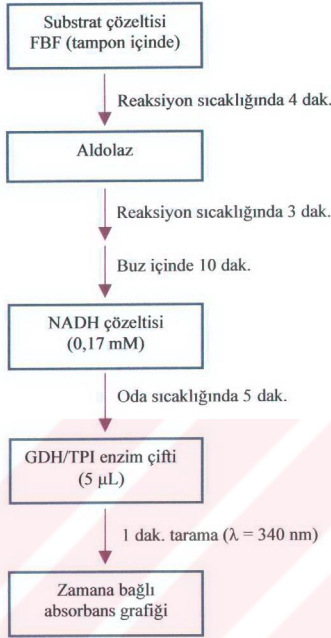 Substrat çözeltisi
FBF (tampon içinde)
Reaksiyon sıcaklığında 4 dak.
Aldolaz
Reaksiyon sıcaklığında 3 dak.
Buz içinde 10 dak.
NADH çözeltisi
(0,17 mM)
Oda sıcaklığında 5 dak.
GDH/TPI enzim çifti
(5 μL)
1 dak. tarama (λ = 340 nm)
Zamana bağlı
absorbans grafiği